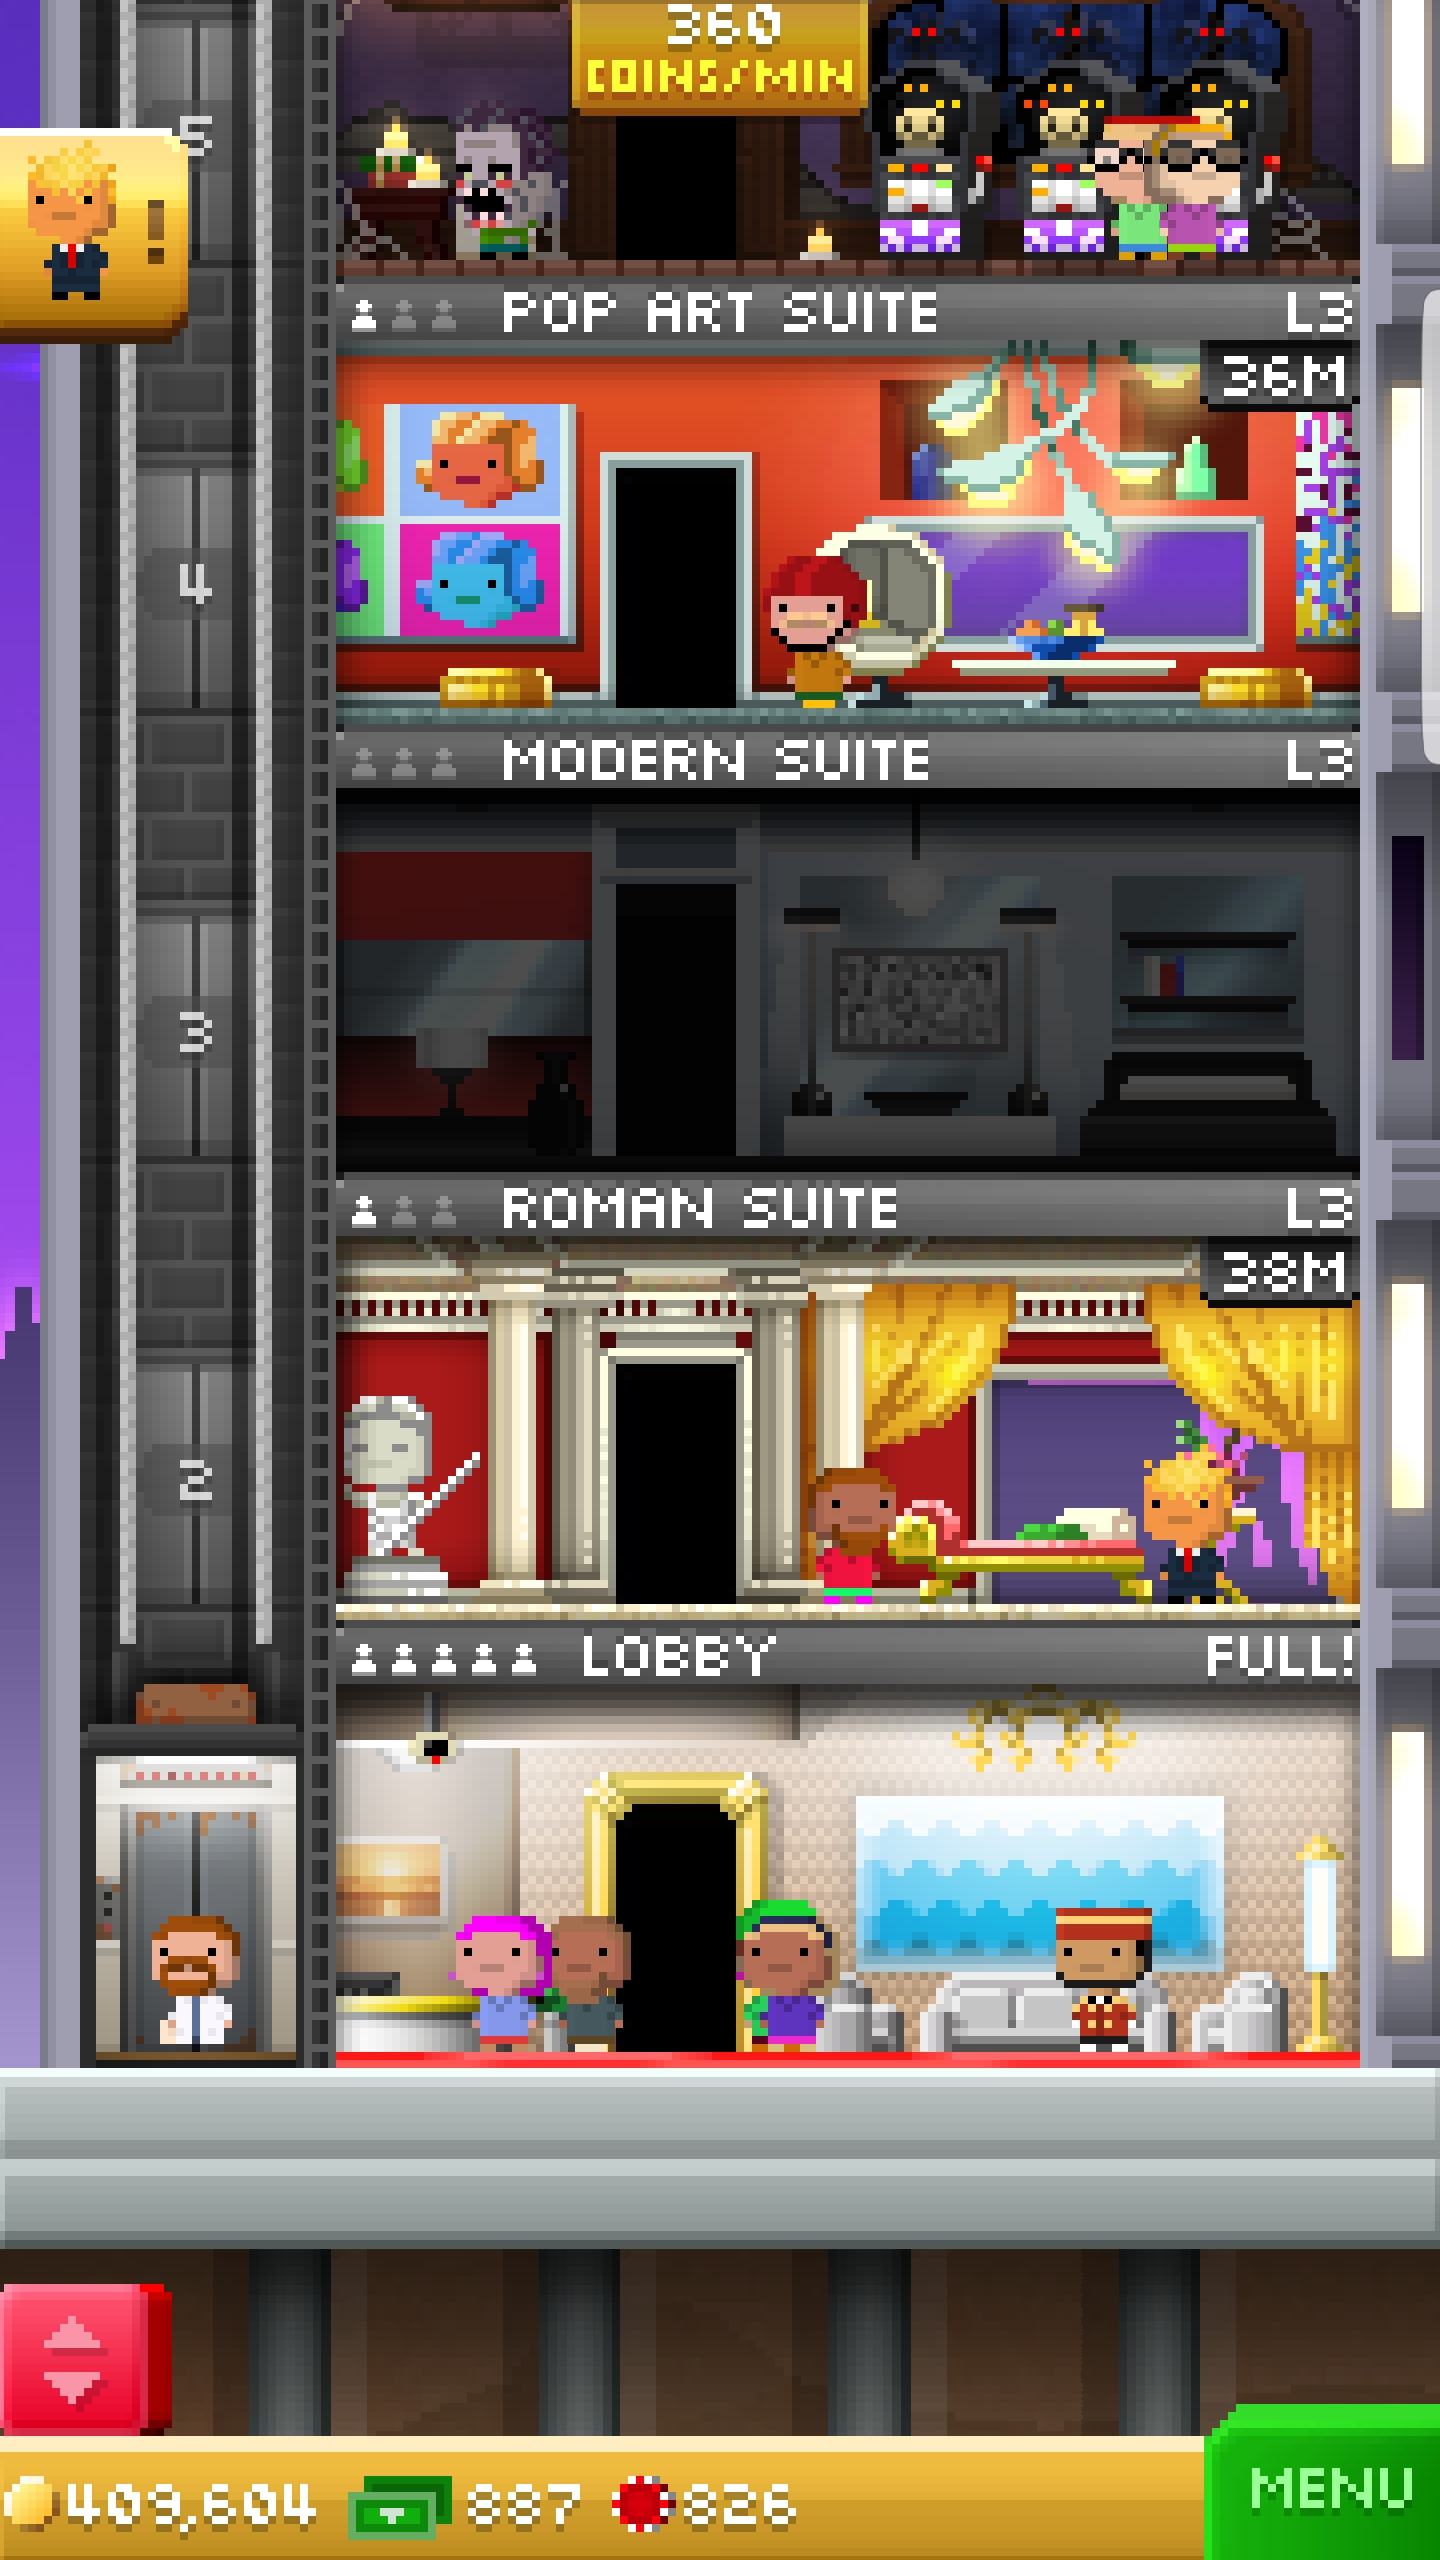 360
COINS/MIN
5
!
POP ART SUITE L3
36M
4
MODERN SUITE L3
3
ROMAN SUITE L3
38M
2
LOBBY FULL!
409,604 887 826
MENU